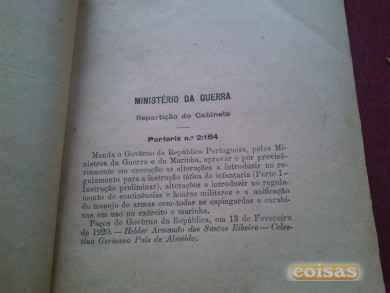 MINISTÉRIO DA GUERRA
Repartição do Gabinete
Portaria n.º 2:164
Manda o Govêrno da República Portuguesa, pelos Mi-
nistros da Guerra e da Marinha, aprovar e pôr provisó-
riamente em execução as alterações a introduzir no re-
gulamento para a instrução tática de infantaria (Parte I—
Instrução preliminar), alterações a introduzir no regula-
mento de continências e honras militares e a unificação
do manejo de armas com todas as espingardas e carabi-
nas em uso no exército e marinha.
Paços do Govêrno da República, em 13 de Fevereiro
de 1920.—Helder Armando dos Santos Ribeiro—Celes-
tino Germano Pais de Almeida.
coisas